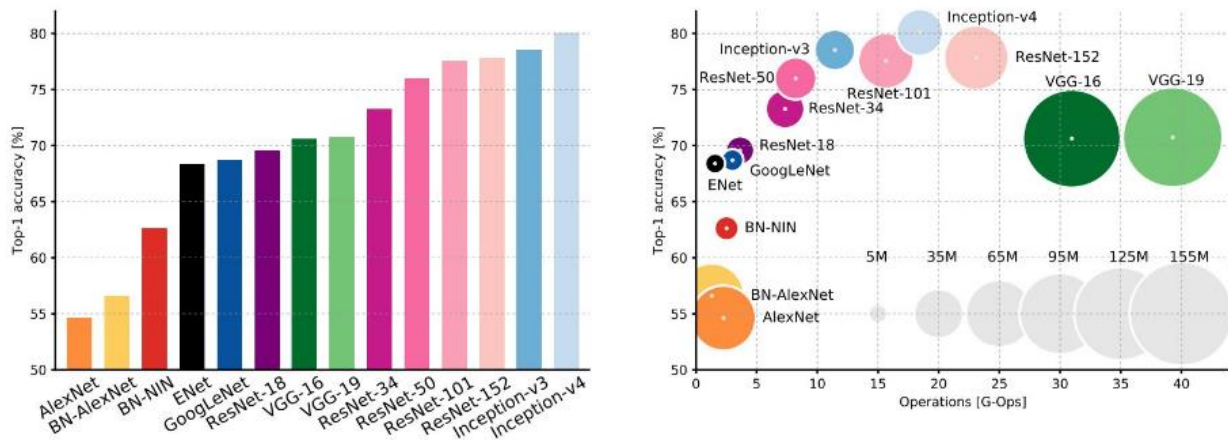 Top-1 accuracy [%]
80
75
70
65
60
55
50
AlexNet
BN-AlexNet
BN-NIN
ENet
GoogLeNet
ResNet-18
VGG-16
VGG-19
ResNet-34
ResNet-50
ResNet-101
ResNet-152
Inception-v3
Inception-v4
Top-1 accuracy [%]
80
75
70
65
60
55
50
Inception-v4
Inception-v3
ResNet-152
ResNet-50
VGG-16
VGG-19
ResNet-101
ResNet-34
ResNet-18
GoogLeNet
ENet
BN-NIN
5M 35M 65M 95M 125M 155M
BN-AlexNet
AlexNet
0 5 10 15 20 25 30 35 40
Operations [G-Ops]